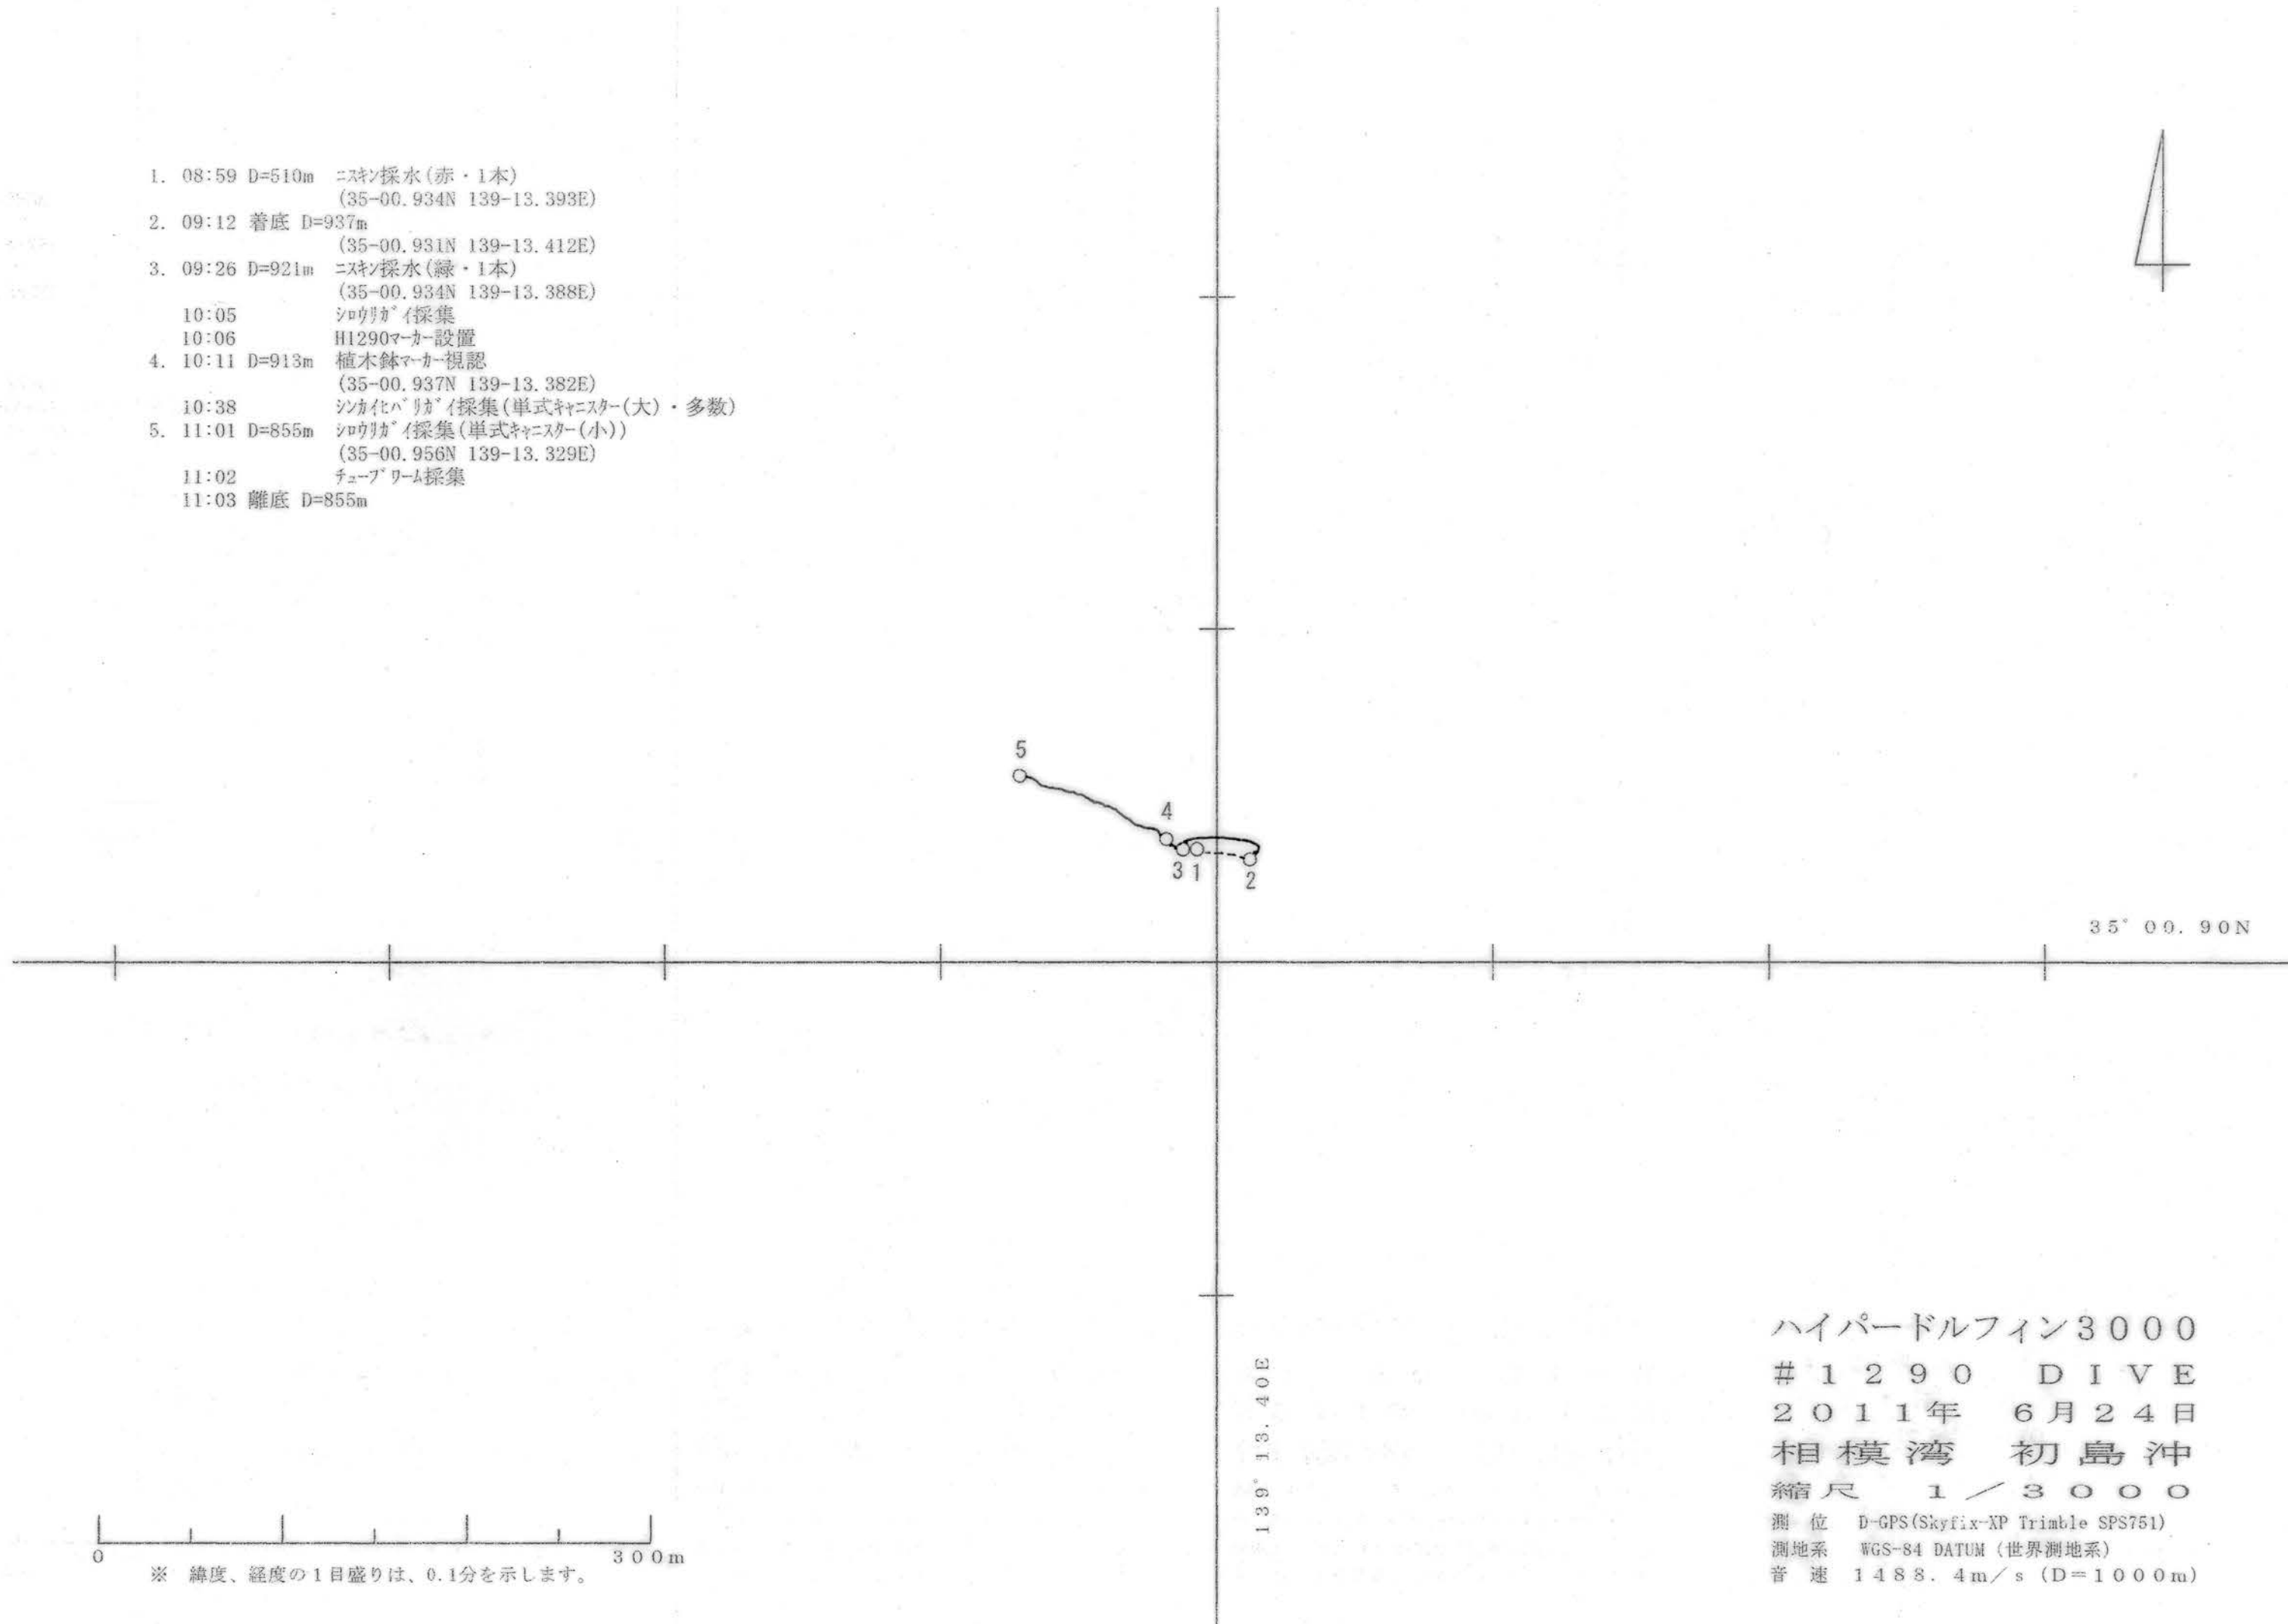 1. 08:59 D=510m ﾆｽｷﾝ採水(赤・1本)
(35-00.934N 139-13.393E)
2. 09:12 着底 D=937m
(35-00.931N 139-13.412E)
3. 09:26 D=921m ﾆｽｷﾝ採水(緑・1本)
(35-00.934N 139-13.388E)
10:05 ｼﾛｳﾘｶﾞｲ採集
10:06 H1290ﾏｰｶｰ設置
4. 10:11 D=913m 植木鉢ﾏｰｶｰ視認
(35-00.937N 139-13.382E)
10:38 ｼﾝｶｲﾋﾊﾞﾘｶﾞｲ採集(単式ｷｬﾆｽﾀｰ(大)・多数)
5. 11:01 D=855m ｼﾛｳﾘｶﾞｲ採集(単式ｷｬﾆｽﾀｰ(小))
(35-00.956N 139-13.329E)
11:02 ﾁｭｰﾌﾞﾜｰﾑ採集
11:03 離底 D=855m
5
4
3 1
2
35ﾟ 00. 90N
139ﾟ 13. 40E
ハイパードルフィン3000
#1290 DIVE
2011年 6月24日
相模湾 初島沖
縮尺 1/3000
測位 D-GPS(Skyfix-XP Trimble SPS751)
測地系 WGS-84 DATUM (世界測地系)
音速 1488. 4m/s (D=1000m)
0 300m
※ 緯度、経度の1目盛りは、0.1分を示します。